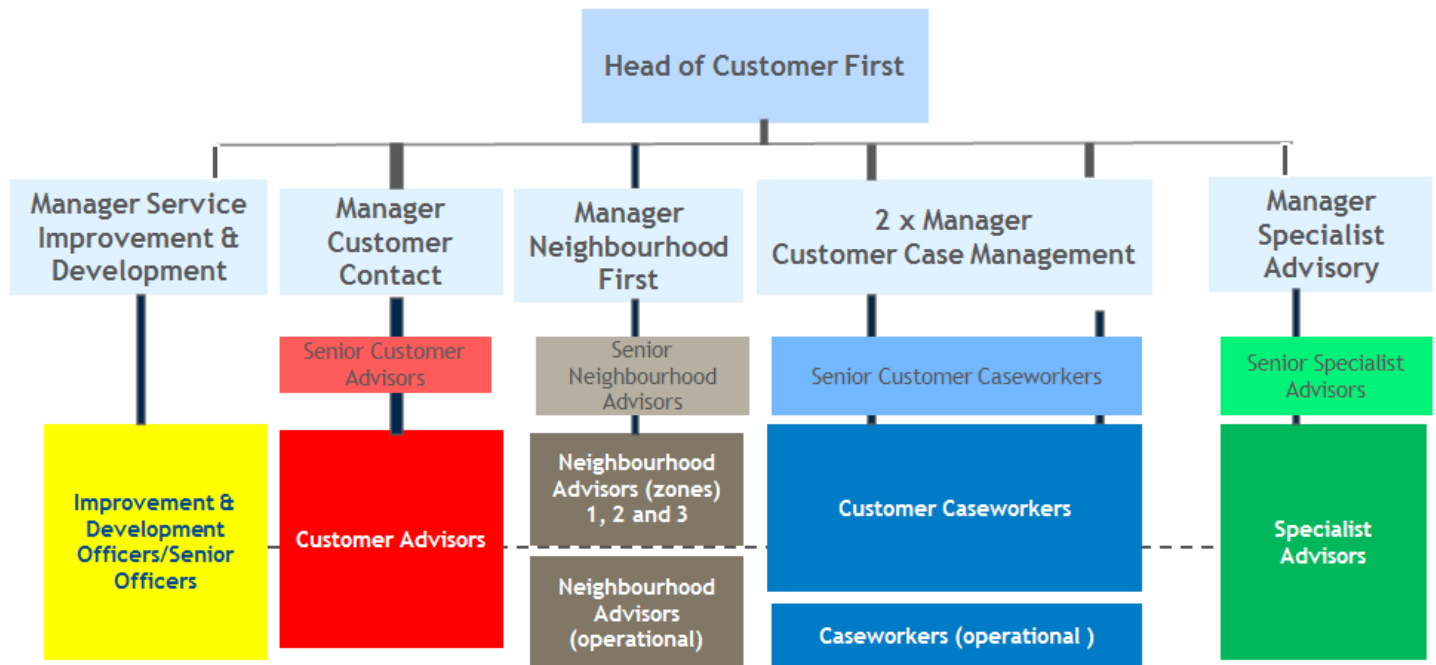 Head of Customer First
Manager Service
Improvement &
Development
Manager
Customer
Contact
Manager
Neighbourhood
First
2 x Manager
Customer Case Management
Manager
Specialist
Advisory
Senior Customer
Advisors
Senior
Neighbourhood
Advisors
Senior Customer Caseworkers
Senior Specialist
Advisors
Improvement &
Development
Officers/Senior
Officers
Customer Advisors
Neighbourhood
Advisors (zones)
1, 2 and 3
Customer Caseworkers
Specialist
Advisors
Neighbourhood
Advisors
(operational)
Caseworkers (operational )